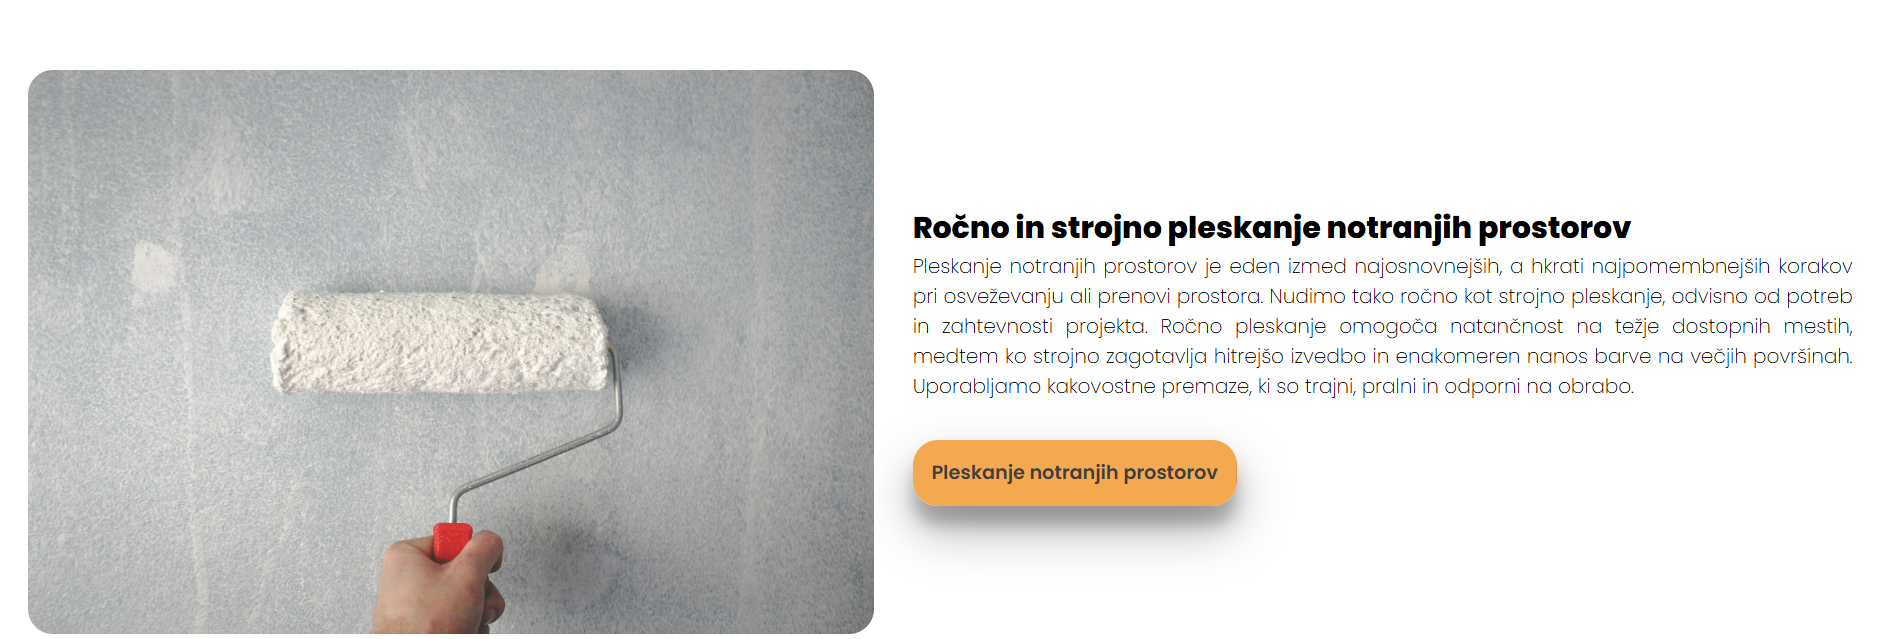 Ročno in strojno pleskanje notranjih prostorov
Pleskanje notranjih prostorov je eden izmed najosnovnejših, a hkrati najpomembnejših korakov
pri osveževanju ali prenovi prostora. Nudimo tako ročno kot strojno pleskanje, odvisno od potreb
in zahtevnosti projekta. Ročno pleskanje omogoča natančnost na težje dostopnih mestih,
medtem ko strojno zagotavlja hitrejšo izvedbo in enakomeren nanos barve na večjih površinah.
Uporabljamo kakovostne premaze, ki so trajni, pralni in odporni na obrabo.
Pleskanje notranjih prostorov